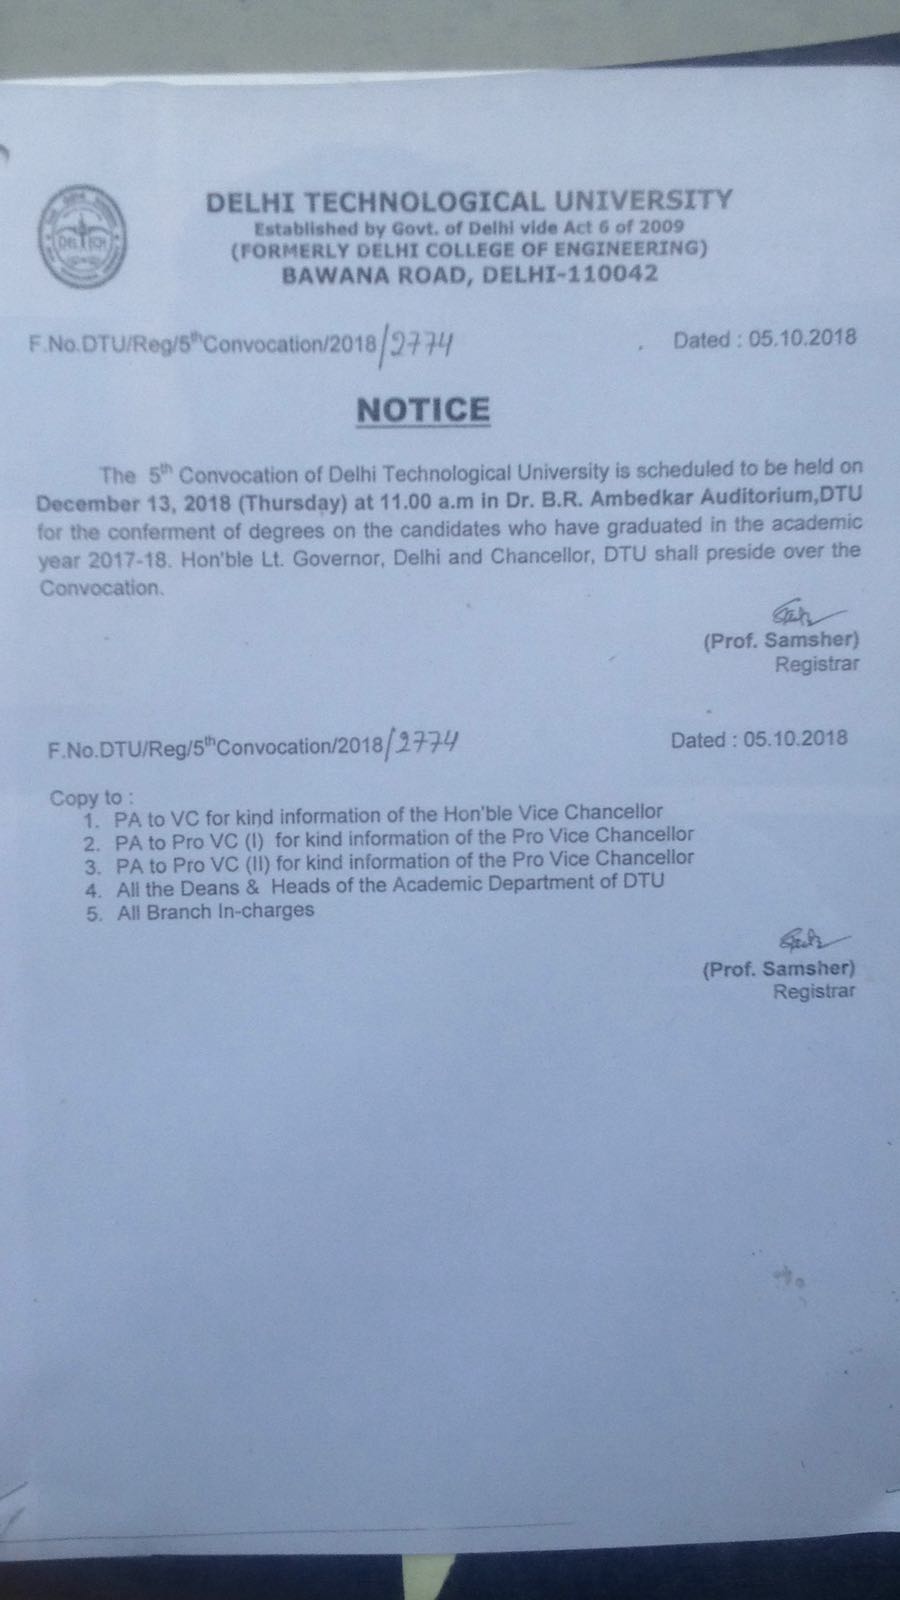 DELHI TECHNOLOGICAL UNIVERSITY
Established by Govt. of Delhi vide Act 6 of 2009
(FORMERLY DELHI COLLEGE OF ENGINEERING)
BAWANA ROAD, DELHI-110042
DEL TECH
F.No.DTU/Reg/5thConvocation/2018/2774
Dated : 05.10.2018
NOTICE
The 5th Convocation of Delhi Technological University is scheduled to be held on
December 13, 2018 (Thursday) at 11.00 a.m in Dr. B.R. Ambedkar Auditorium,DTU
for the conferment of degrees on the candidates who have graduated in the academic
year 2017-18. Hon'ble Lt. Governor, Delhi and Chancellor, DTU shall preside over the
Convocation.
(Prof. Samsher)
Registrar
F.No.DTU/Reg/5thConvocation/2018/2774
Dated : 05.10.2018
Copy to :
1. PA to VC for kind information of the Hon'ble Vice Chancellor
2. PA to Pro VC (I) for kind information of the Pro Vice Chancellor
3. PA to Pro VC (II) for kind information of the Pro Vice Chancellor
4. All the Deans & Heads of the Academic Department of DTU
5. All Branch In-charges
(Prof. Samsher)
Registrar